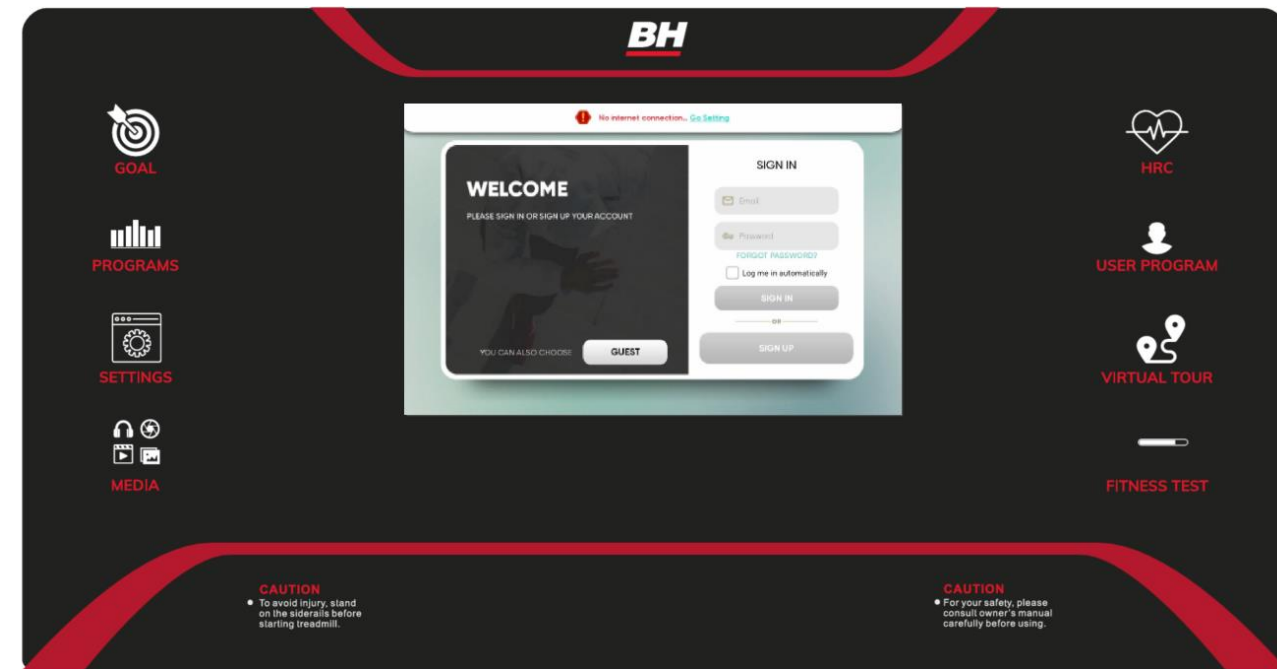 BH
GOAL
PROGRAMS
SETTINGS
MEDIA
No internet connection... Go Setting
WELCOME
PLEASE SIGN IN OR SIGN UP YOUR ACCOUNT
YOU CAN ALSO CHOOSE GUEST
SIGN IN
Email
Password
FORGOT PASSWORD?
Log me in automatically
SIGN IN
OR
SIGN UP
HRC
USER PROGRAM
VIRTUAL TOUR
FITNESS TEST
CAUTION
To avoid injury, stand
on the siderails before
starting treadmill.
CAUTION
For your safety, please
consult owner's manual
carefully before using.